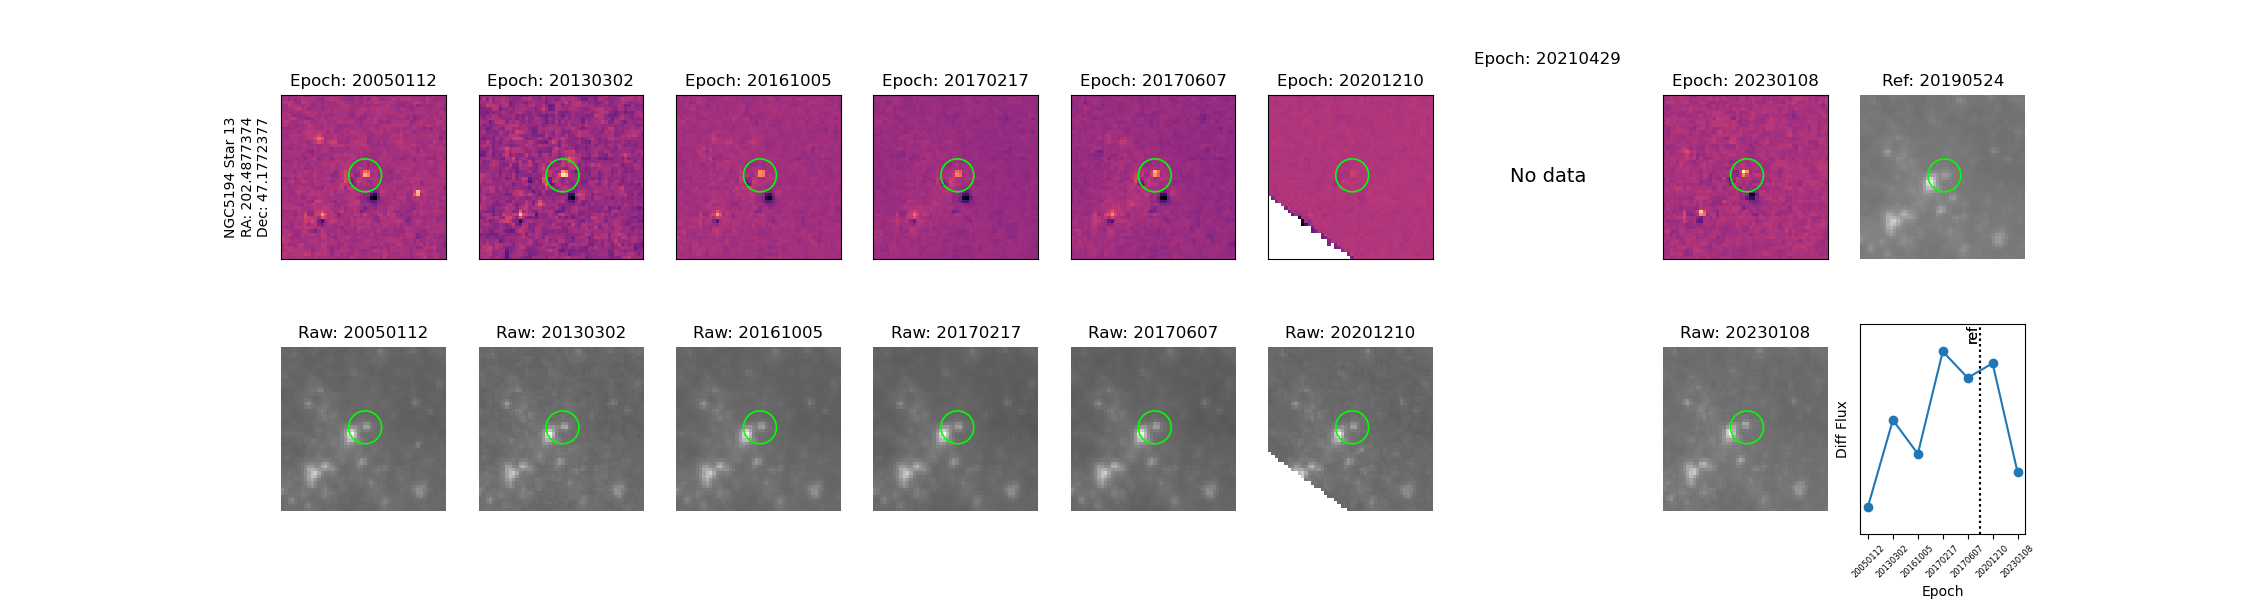 Epoch: 20210429
Epoch: 20050112
Epoch: 20130302
Epoch: 20161005
Epoch: 20170217
Epoch: 20170607
Epoch: 20201210
Epoch: 20230108
Ref: 20190524
NGC5194 Star 13
RA: 202.4877374
Dec: 47.1772377
No data
Raw: 20050112
Raw: 20130302
Raw: 20161005
Raw: 20170217
Raw: 20170607
Raw: 20201210
Raw: 20230108
ref
Diff Flux
20050112
20130302
20161005
20170217
20170607
20201210
20230108
Epoch